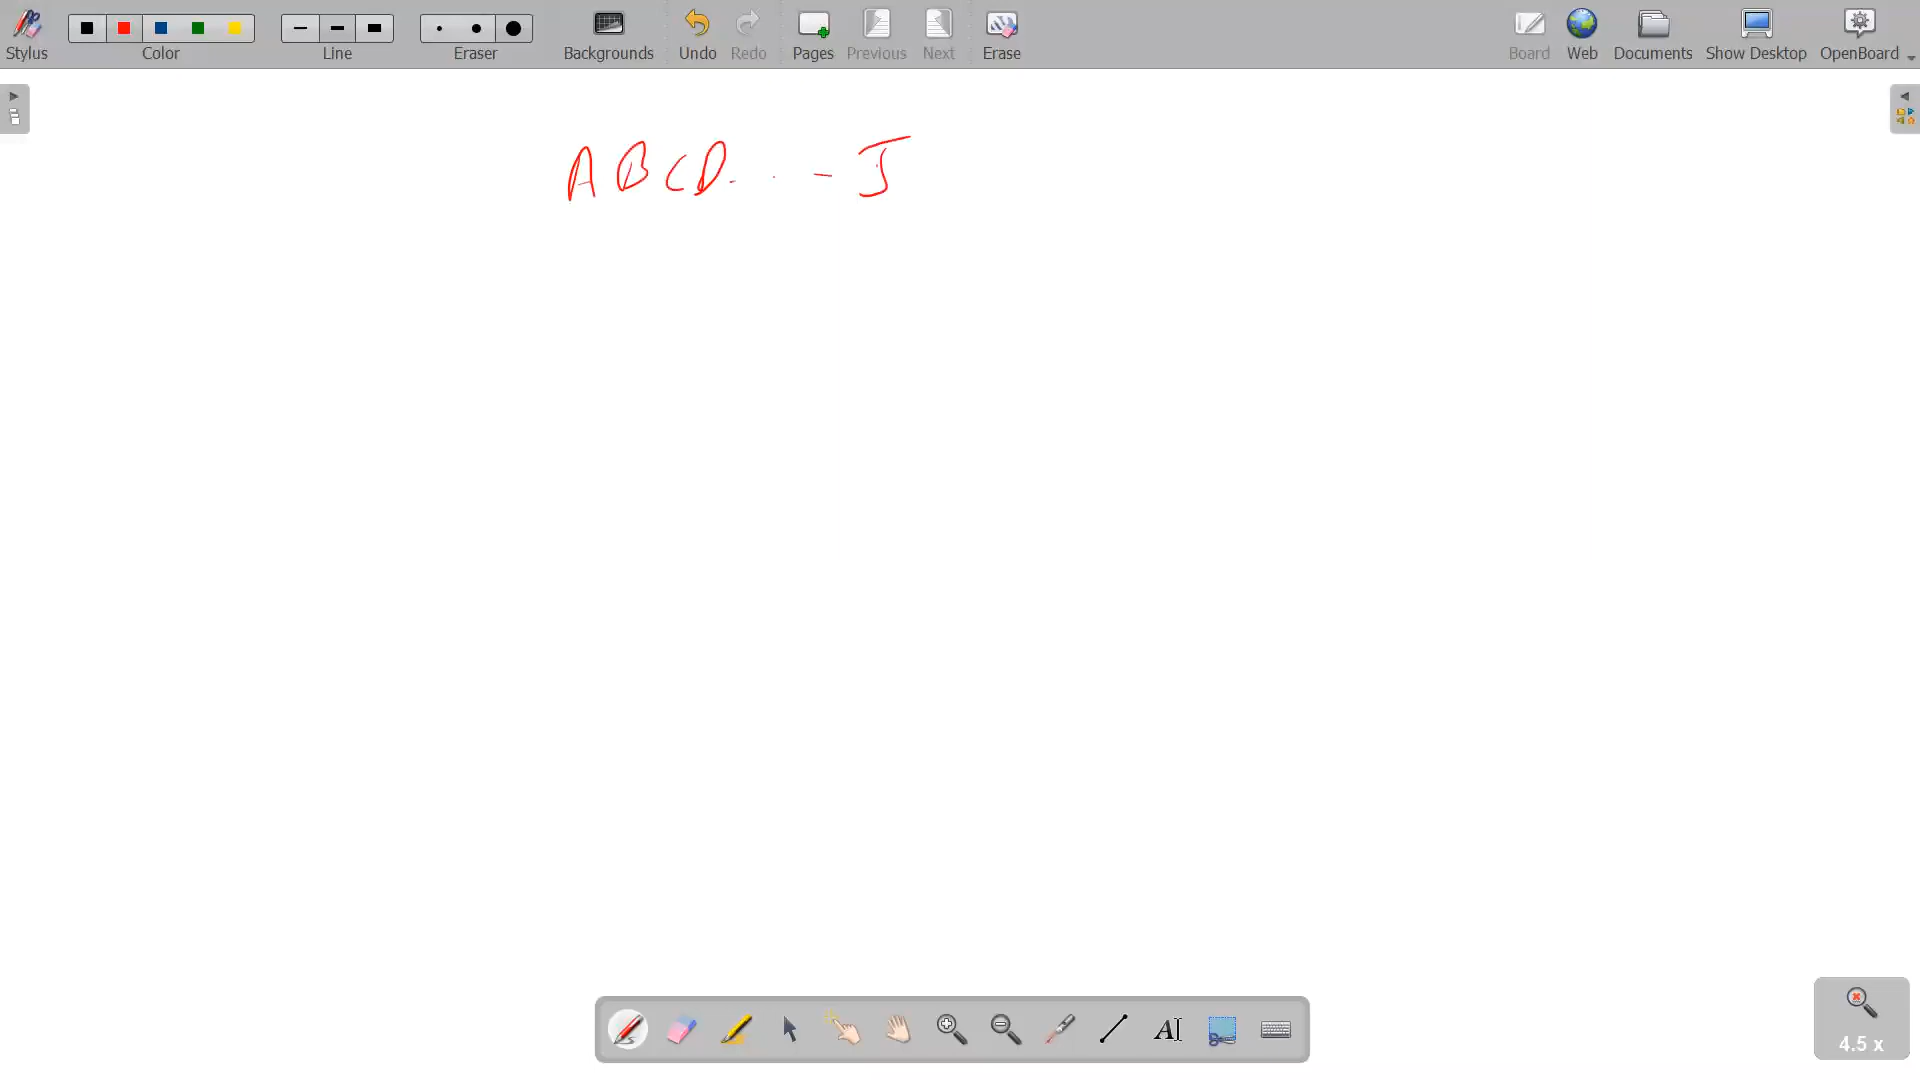 Stylus Color Line Eraser Backgrounds Undo Redo Pages Previous Next Erase Board Web Documents Show Desktop OpenBoard
A B C D . . - J
4.5 x